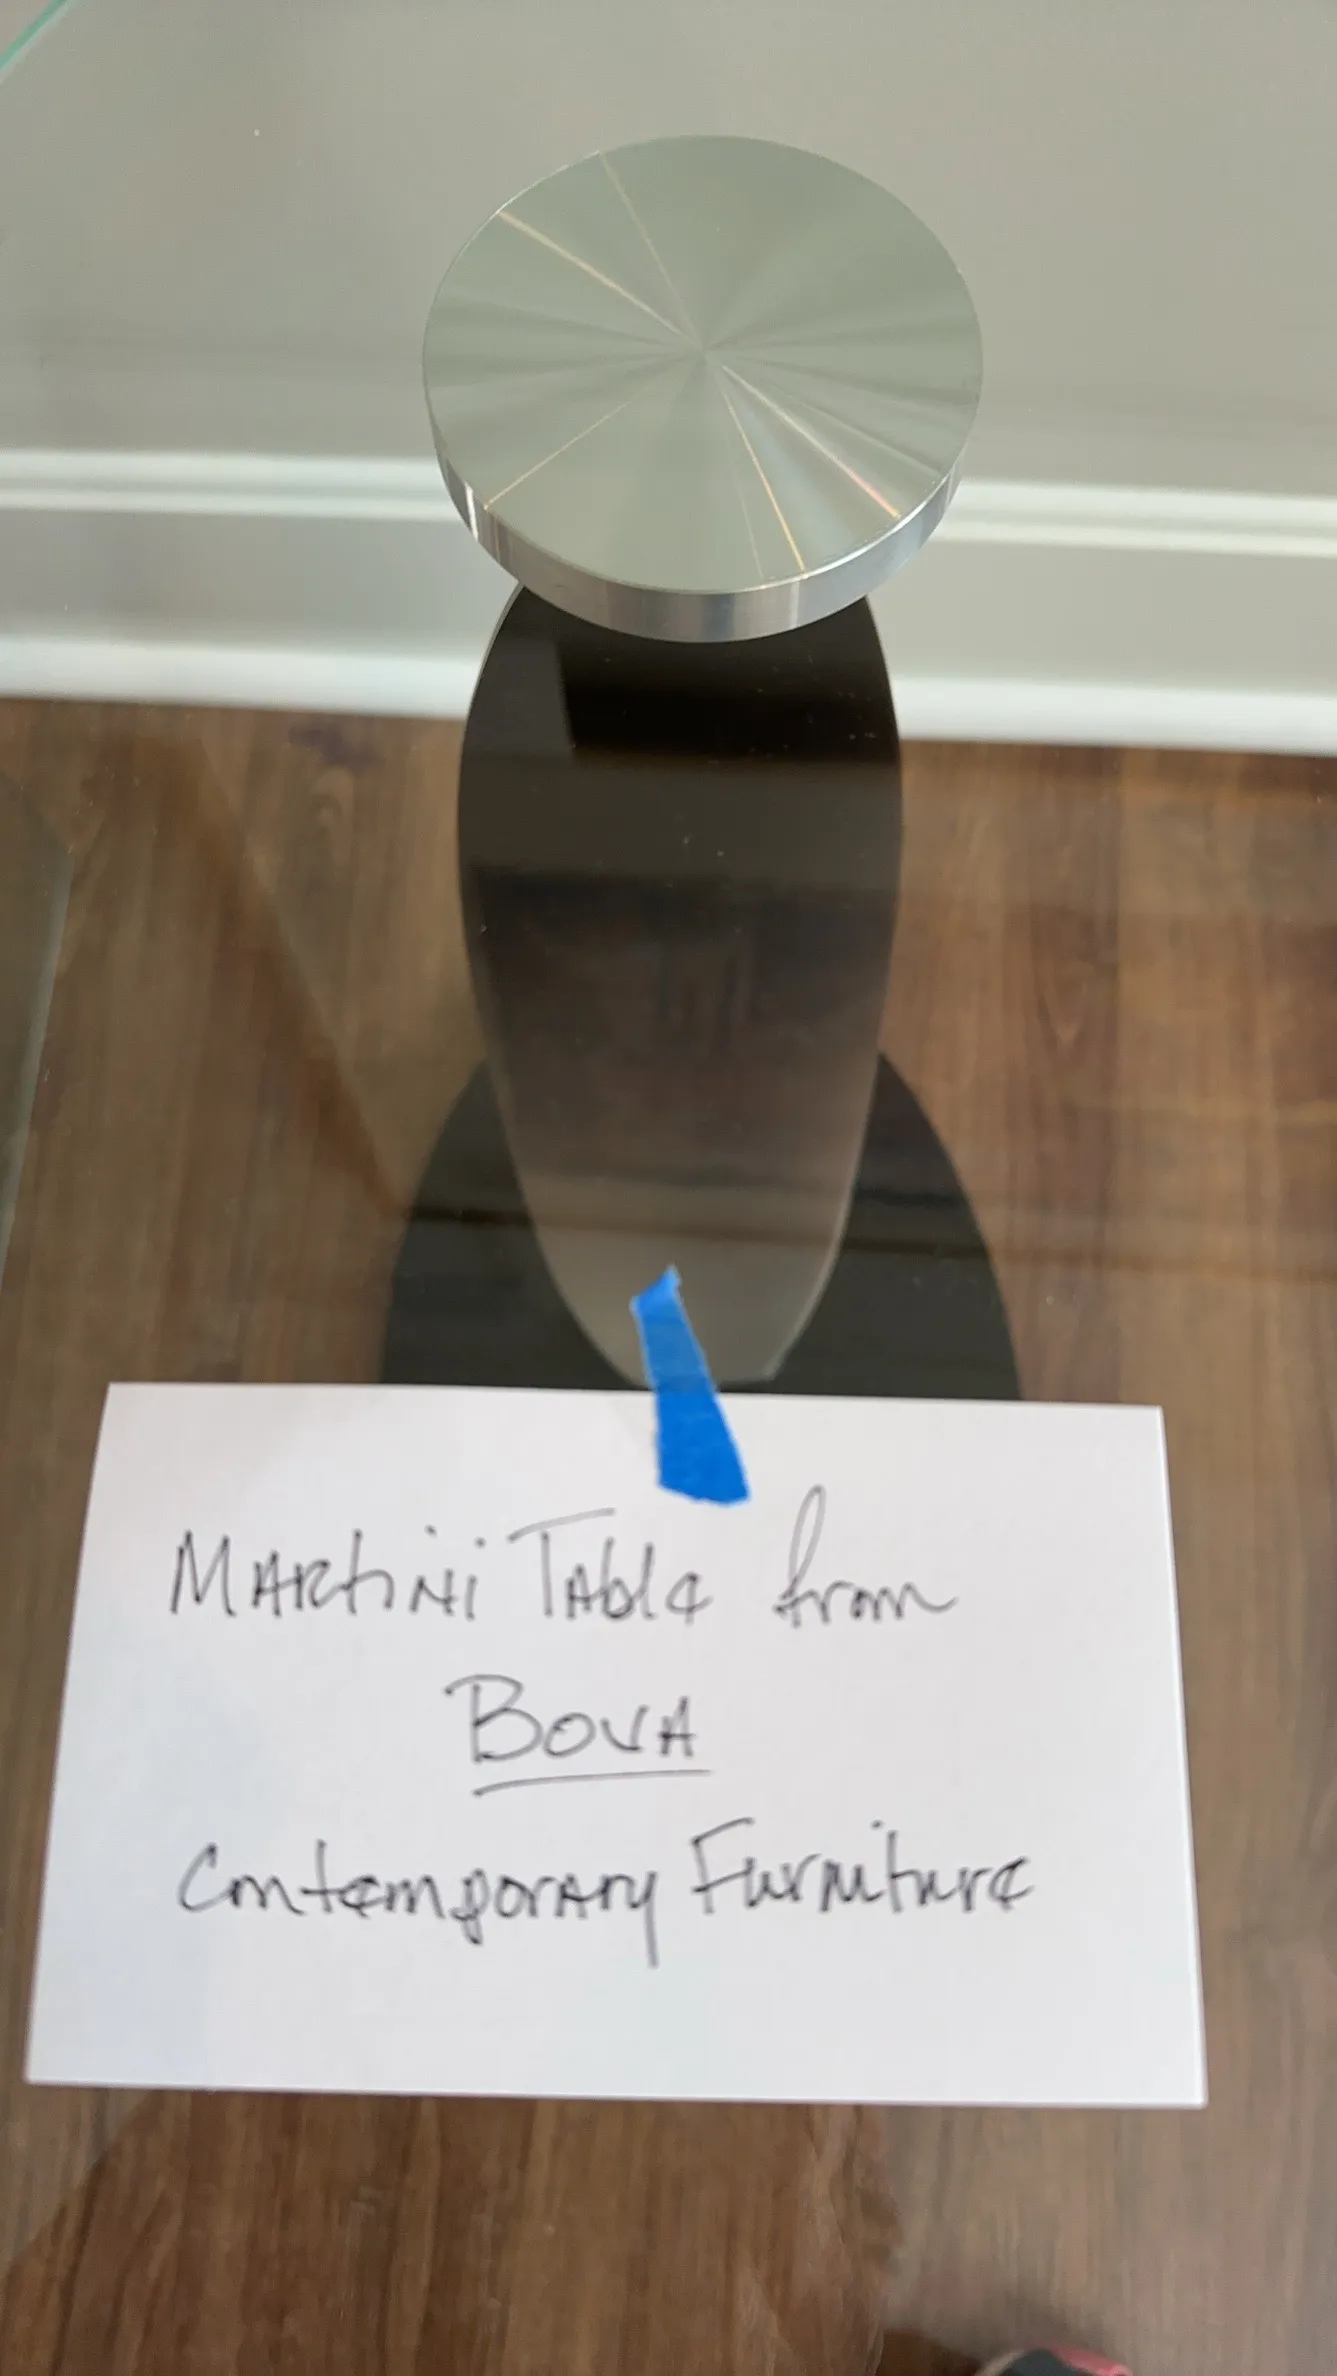 Martini Table from
Bova
Contemporary Furniture